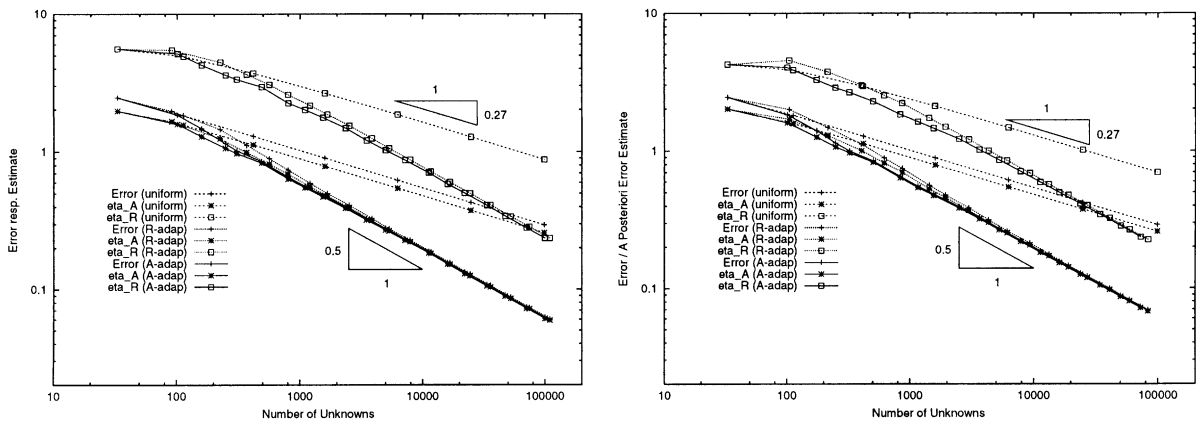 10
1
0.1
10
100
1000
10000
100000
Error resp. Estimate
Number of Unknowns
Error (uniform)
eta_A (uniform)
eta_R (uniform)
Error (R-adap)
eta_A (R-adap)
eta_R (R-adap)
Error (A-adap)
eta_A (A-adap)
eta_R (A-adap)
1
0.27
0.5
1
10
1
0.1
10
100
1000
10000
100000
Error / A Posteriori Error Estimate
Number of Unknowns
Error (uniform)
eta_A (uniform)
eta_R (uniform)
Error (R-adap)
eta_A (R-adap)
eta_R (R-adap)
Error (A-adap)
eta_A (A-adap)
eta_R (A-adap)
1
0.27
0.5
1